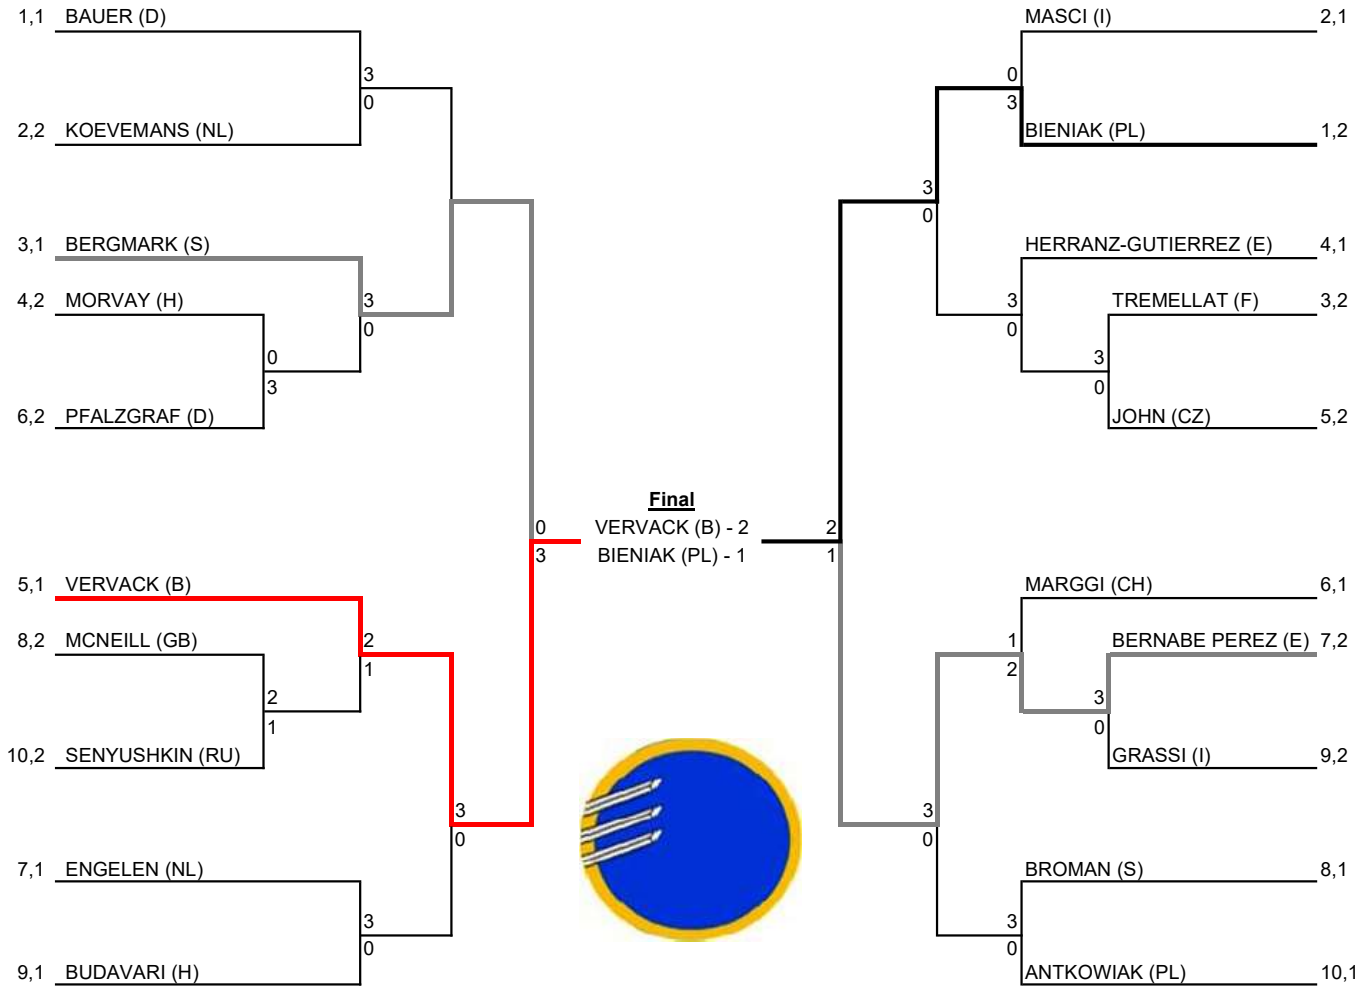 1,1 BAUER (D)
3
0
2,2 KOEVEMANS (NL)
3,1 BERGMARK (S)
4,2 MORVAY (H)
3
0
0
3
6,2 PFALZGRAF (D)
0
3
5,1 VERVACK (B)
8,2 MCNEILL (GB)
2
1
2
1
10,2 SENYUSHKIN (RU)
3
0
7,1 ENGELEN (NL)
3
0
9,1 BUDAVARI (H)
Final
VERVACK (B) - 2
BIENIAK (PL) - 1
MASCI (I) 2,1
0
3
BIENIAK (PL) 1,2
3
0
HERRANZ-GUTIERREZ (E) 4,1
TREMELLAT (F) 3,2
3
0
3
0
JOHN (CZ) 5,2
2
1
MARGGI (CH) 6,1
BERNABE PEREZ (E) 7,2
1
2
3
0
GRASSI (I) 9,2
3
0
BROMAN (S) 8,1
3
0
ANTKOWIAK (PL) 10,1